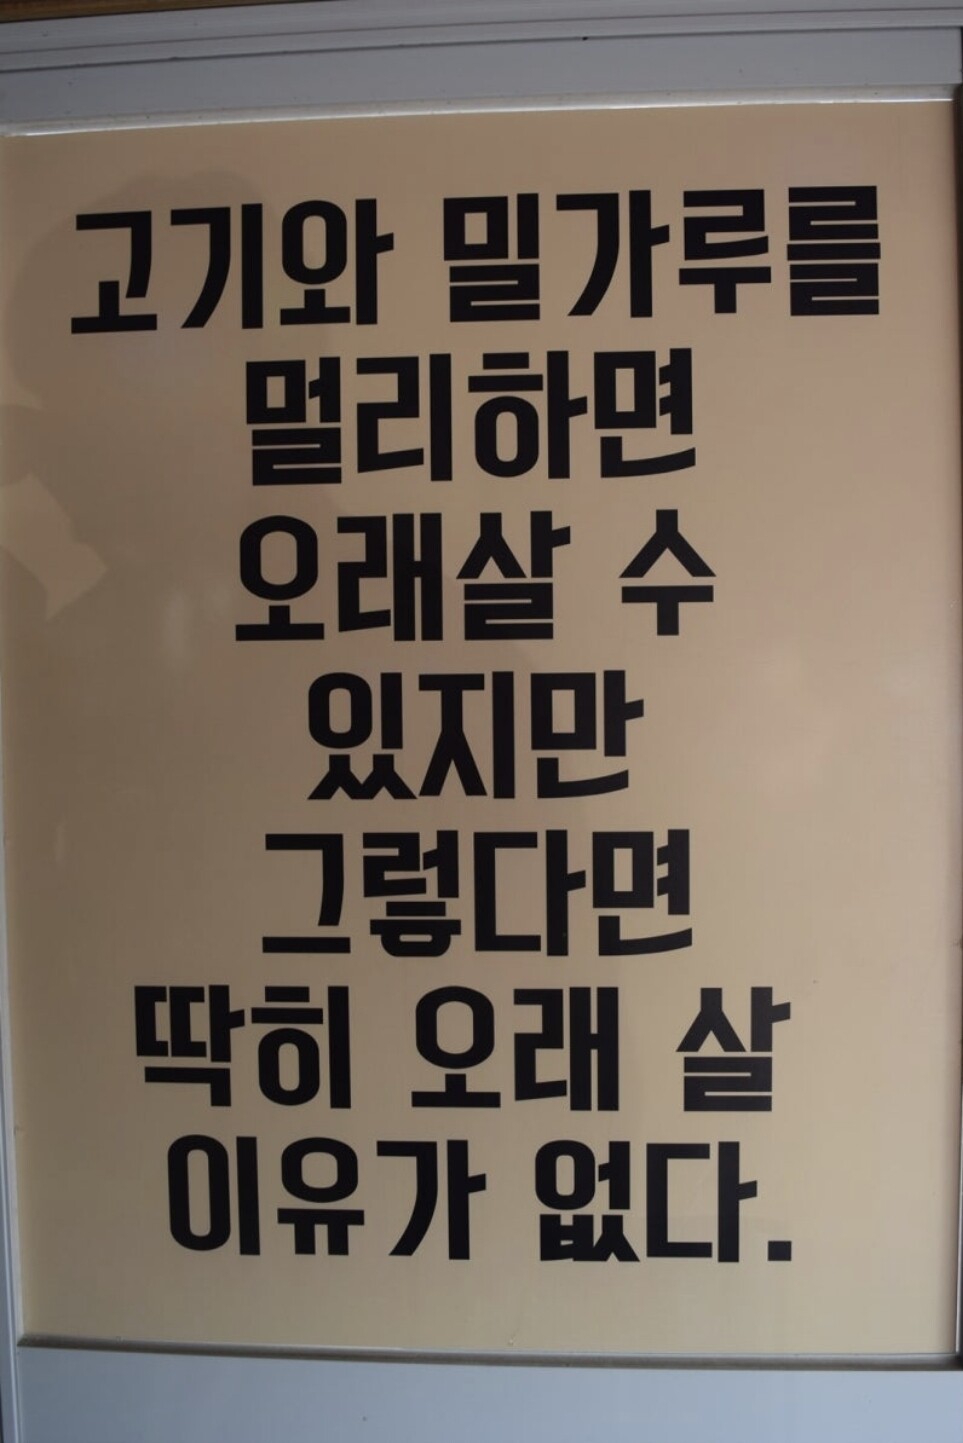 고기와 밀가루를
멀리하면
오래살 수
있지만
그렇다면
딱히 오래 살
이유가 없다.